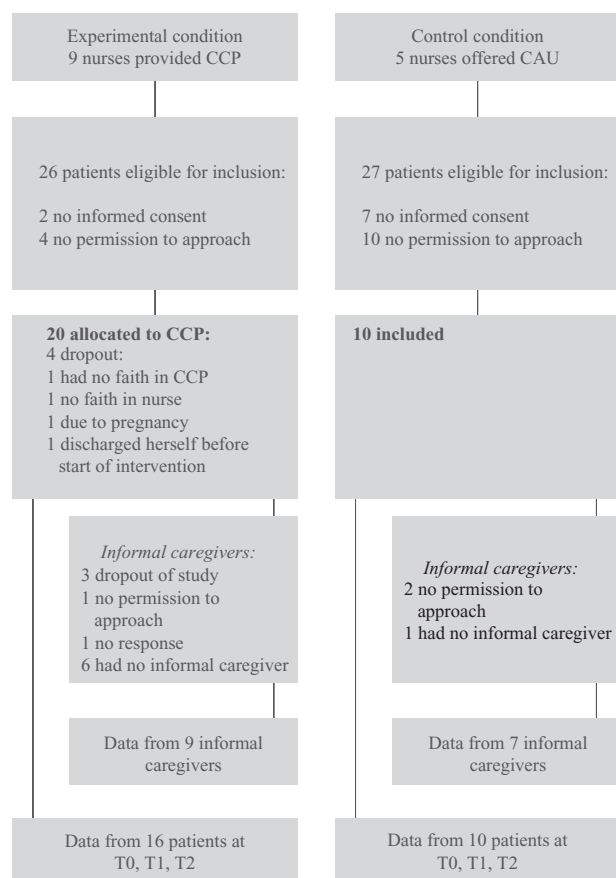 Experimental condition
9 nurses provided CCP
26 patients eligible for inclusion:
2 no informed consent
4 no permission to approach
20 allocated to CCP:
4 dropout:
1 had no faith in CCP
1 no faith in nurse
1 due to pregnancy
1 discharged herself before
start of intervention
Informal caregivers:
3 dropout of study
1 no permission to
approach
1 no response
6 had no informal caregiver
Data from 9 informal
caregivers
Data from 16 patients at
T0, T1, T2
Control condition
5 nurses offered CAU
27 patients eligible for inclusion:
7 no informed consent
10 no permission to approach
10 included
Informal caregivers:
2 no permission to
approach
1 had no informal caregiver
Data from 7 informal
caregivers
Data from 10 patients at
T0, T1, T2